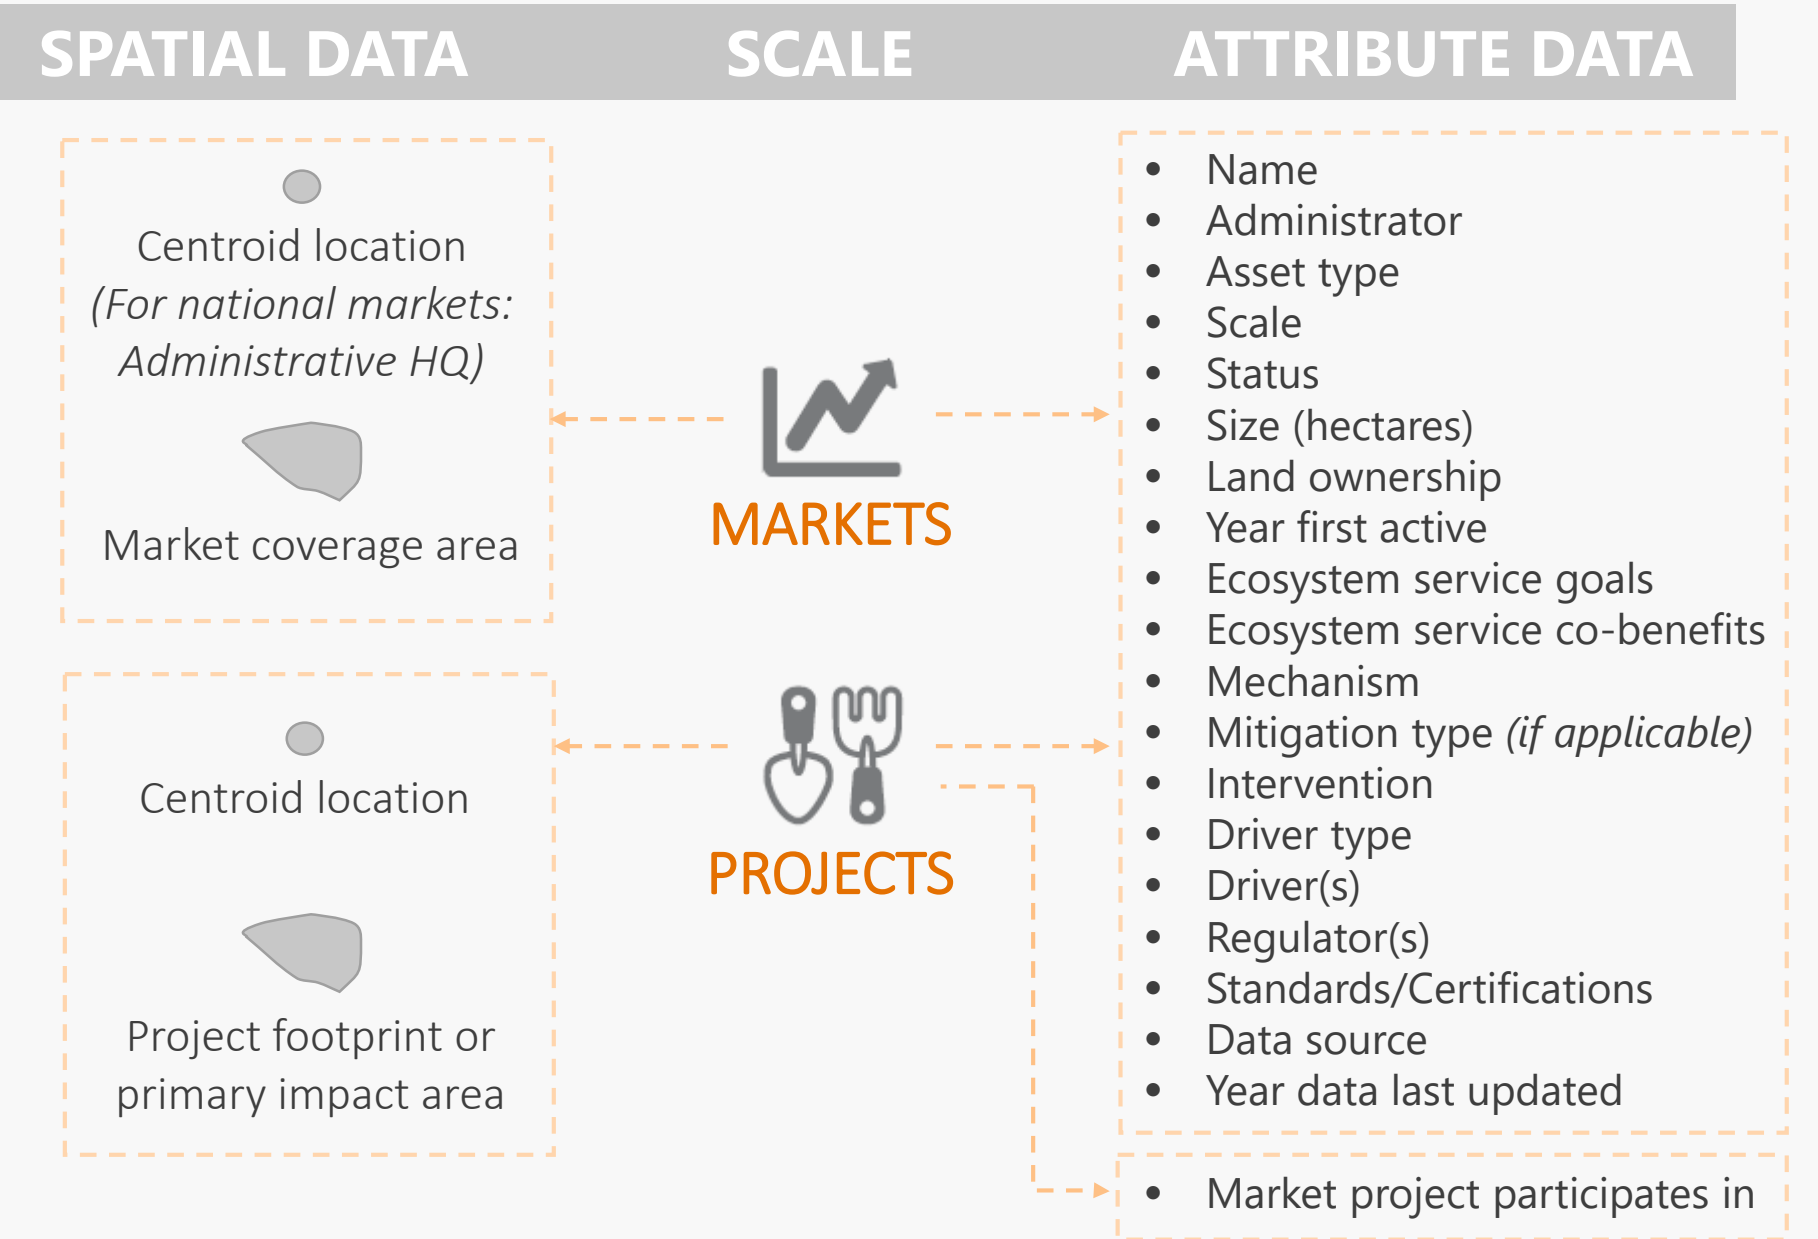 SPATIAL DATA
SCALE
ATTRIBUTE DATA
Centroid location
(For national markets:
Administrative HQ)
Market coverage area
Centroid location
Project footprint or
primary impact area
MARKETS
PROJECTS
• Name
• Administrator
• Asset type
• Scale
• Status
• Size (hectares)
• Land ownership
• Year first active
• Ecosystem service goals
• Ecosystem service co-benefits
• Mechanism
• Mitigation type (if applicable)
• Intervention
• Driver type
• Driver(s)
• Regulator(s)
• Standards/Certifications
• Data source
• Year data last updated
• Market project participates in